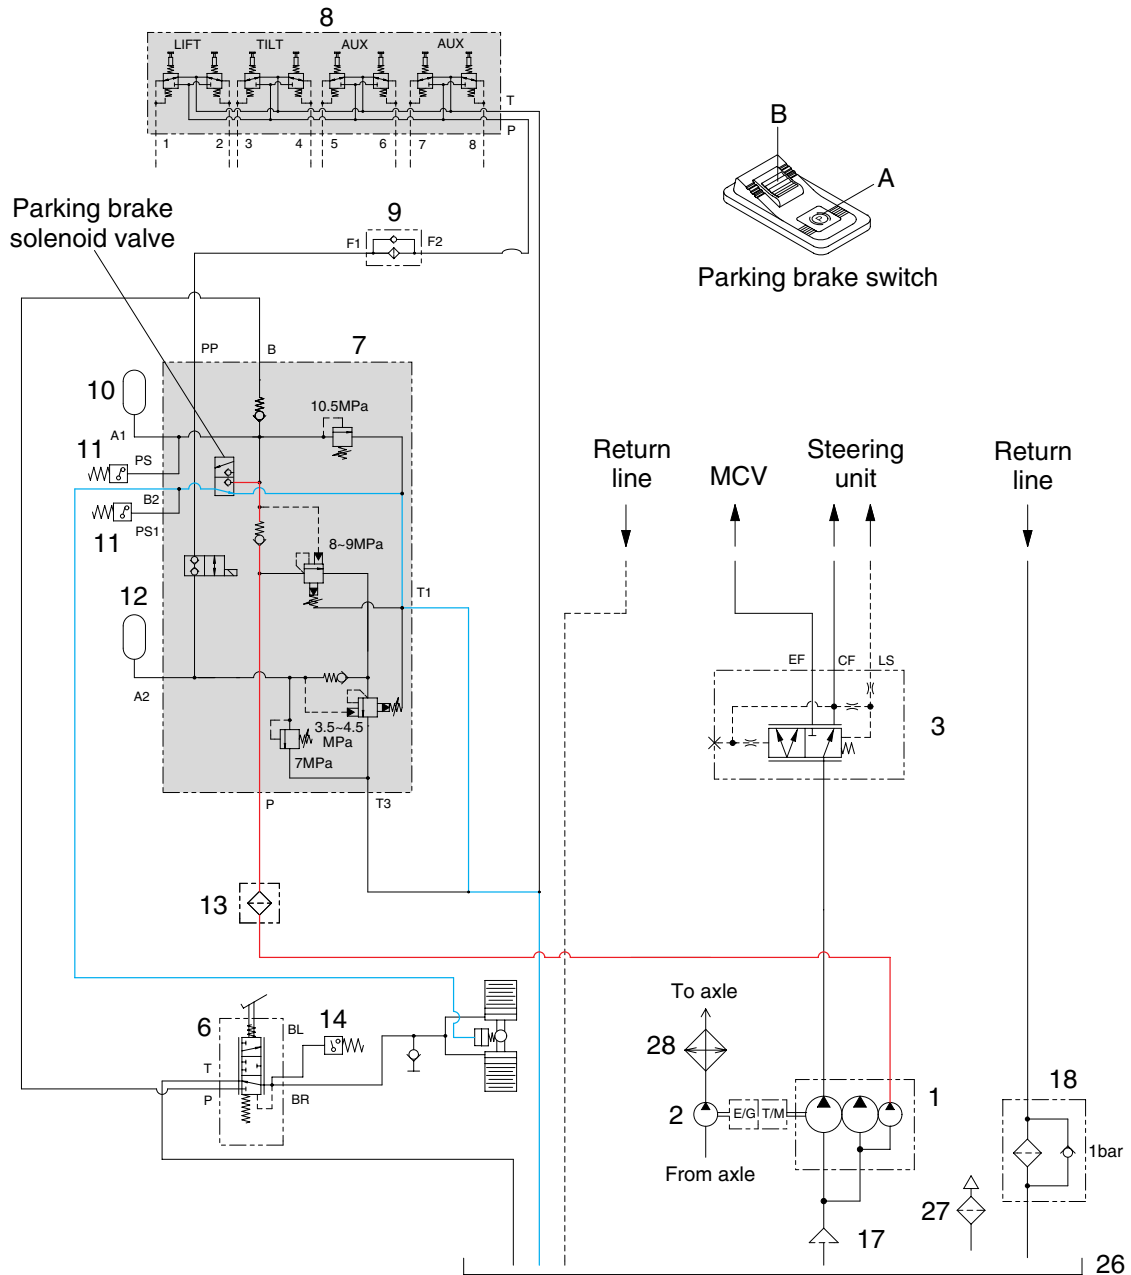 8
LIFT TILT AUX AUX
T
P
1 2 3 4 5 6 7 8
B
A
P
Parking brake switch
Parking brake
solenoid valve
9
F1 F2
PP B 7
10
10.5MPa
A1
11 PS
B2
PS1
11
8~9MPa
12
T1
A2
3.5~4.5
MPa
7MPa
P T3
Return
line
MCV
Steering
unit
Return
line
EF CF LS
3
13
To axle
28
6 14
BL
T
P
BR
2 E/G T/M 1
From axle
18
1bar
27
17
26